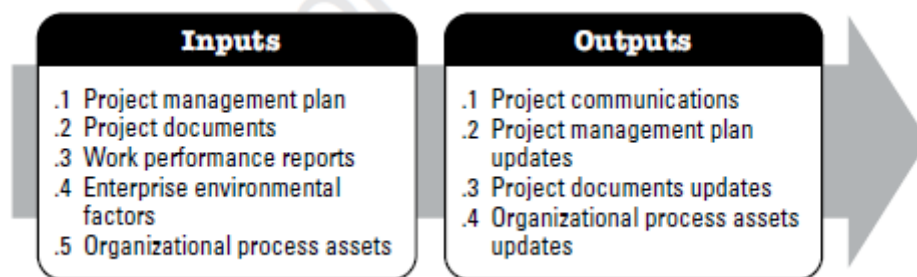 Inputs
.1 Project management plan
.2 Project documents
.3 Work performance reports
.4 Enterprise environmental
factors
.5 Organizational process assets
Outputs
.1 Project communications
.2 Project management plan
updates
.3 Project documents updates
.4 Organizational process assets
updates